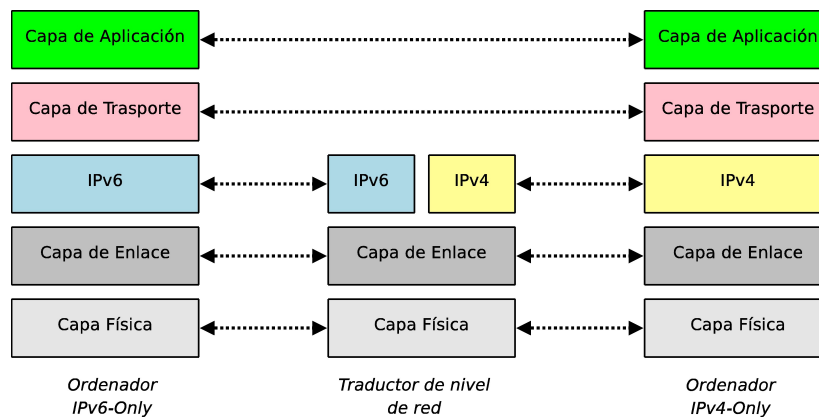 Capa de Aplicación
Capa de Aplicación
Capa de Trasporte
Capa de Trasporte
IPv6
IPv6
IPv4
IPv4
Capa de Enlace
Capa de Enlace
Capa de Enlace
Capa Física
Capa Física
Capa Física
Ordenador
IPv6-Only
Traductor de nivel
de red
Ordenador
IPv4-Only